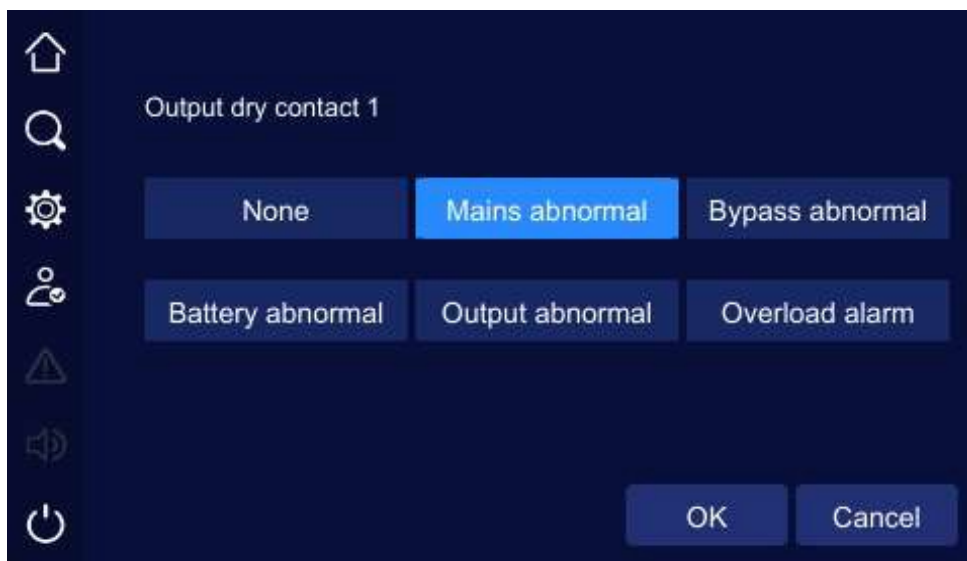 Output dry contact 1
None Mains abnormal Bypass abnormal
Battery abnormal Output abnormal Overload alarm
OK Cancel